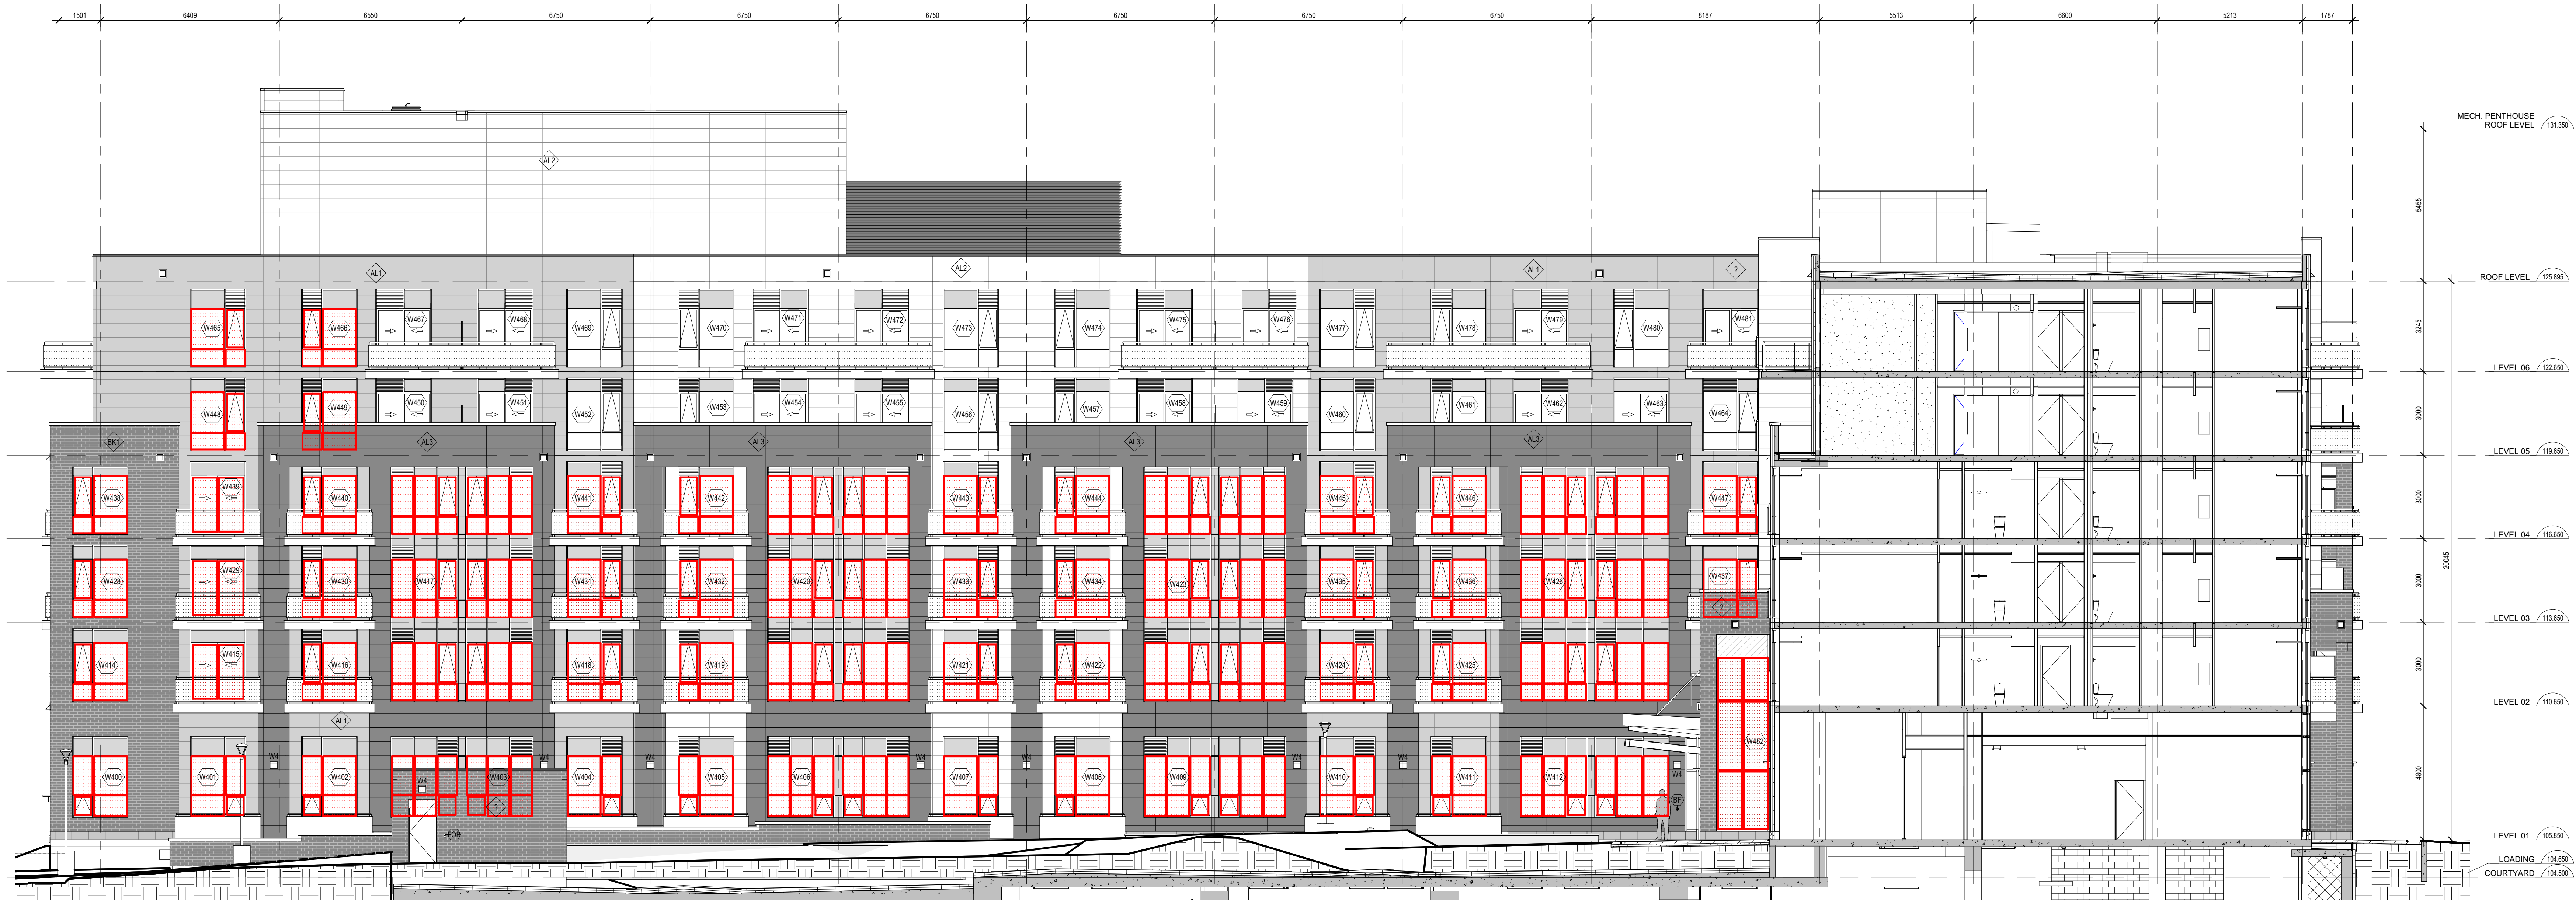 1501 6409 6550 6750 6750 6750 6750 6750 6750 8187 5513 6600 5213 1787
MECH. PENTHOUSE
ROOF LEVEL 131.350
AL2
5455
AL1 AL2 AL1 ?
ROOF LEVEL 125.895
W465 W466 W467 W468 W469 W470 W471 W472 W473 W474 W475 W476 W477 W478 W479 W480 W481
3245
LEVEL 06 122.650
W448 W449 W450 W451 W452 W453 W454 W455 W456 W457 W458 W459 W460 W461 W462 W463 W464
3000
BK1 AL3 AL3 AL3 AL3
LEVEL 05 119.650
W438 W439 W440 W441 W442 W443 W444 W445 W446 W447
3000
LEVEL 04 116.650
20045
W428 W429 W430 W417 W431 W432 W420 W433 W434 W423 W435 W436 W426 W437
3000
?
LEVEL 03 113.650
W414 W415 W416 W418 W419 W421 W422 W424 W425
3000
LEVEL 02 110.650
AL1
W482
W4 W4 W4 W4 W4 W4 W4
W400 W401 W402 W403 W404 W405 W406 W407 W408 W409 W410 W411 W412
4800
W4
? BF
FOB
LEVEL 01 105.850
LOADING 104.650
COURTYARD 104.500